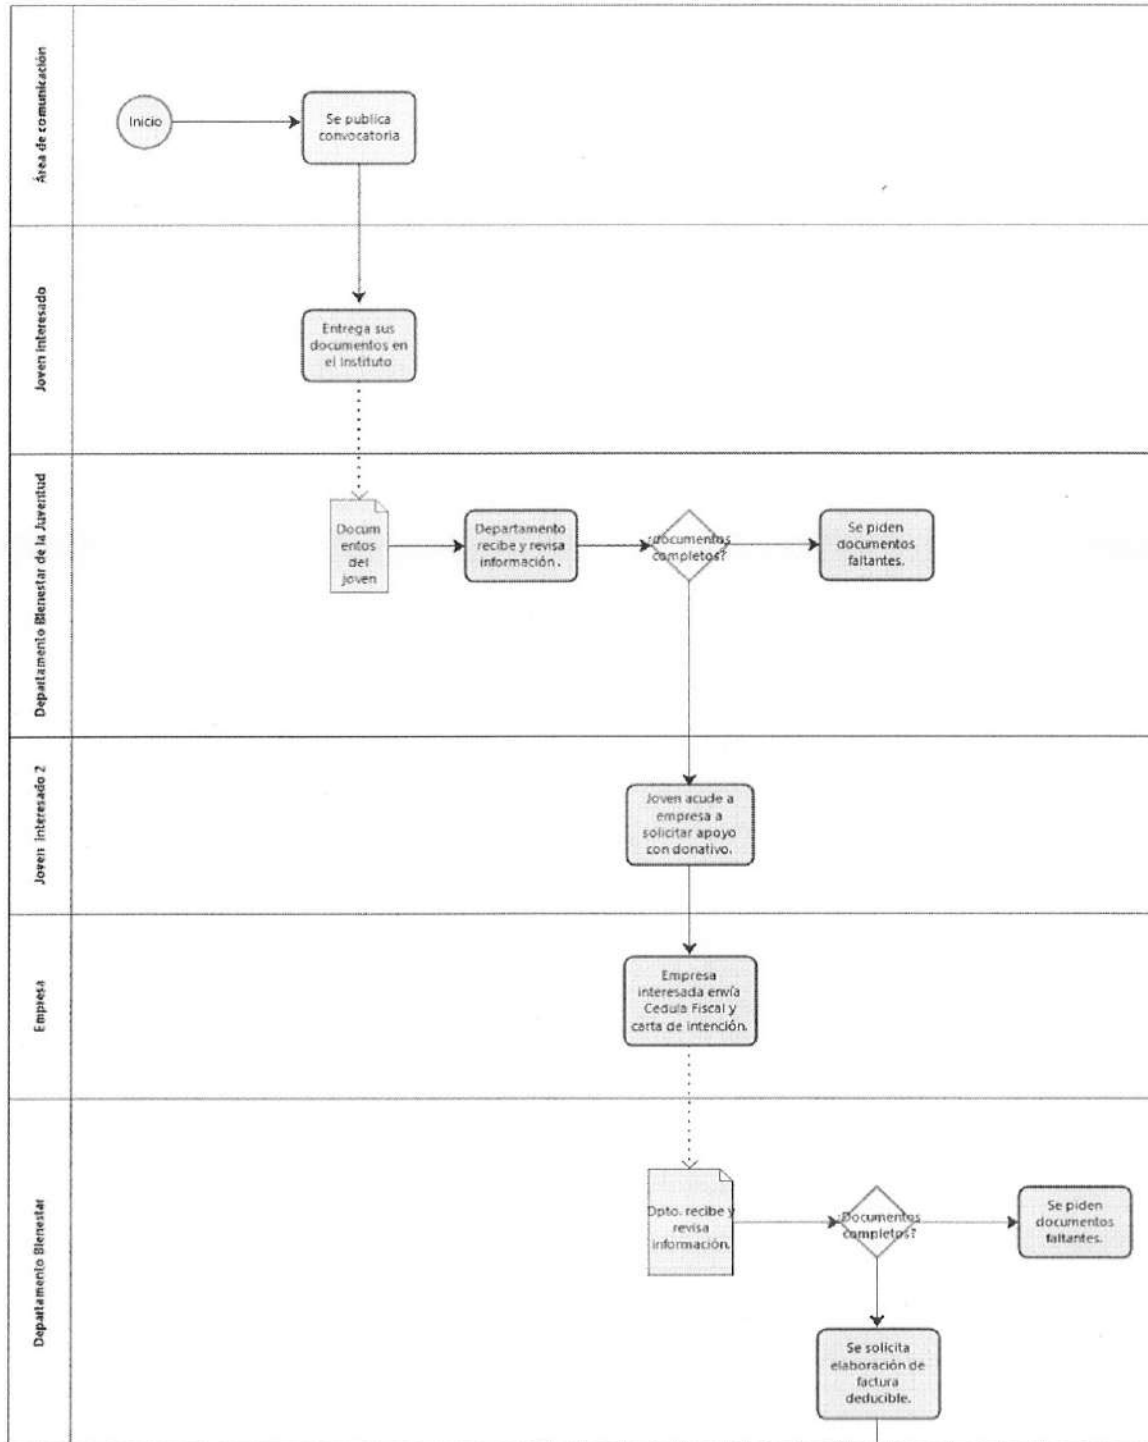 Área de comunicación
Inicio
Se publica
convocatoria
Joven interesado
Entrega sus
documentos en
el Instituto
Departamento Bienestar de la Juventud
Docum
entos
del
joven
Departamento
recibe y revisa
información .
¿documentos
completos?
Se piden
documentos
faltantes.
Joven interesado 2
Joven acude a
empresa a
solicitar apoyo
con donativo.
Empresa
Empresa
interesada envía
Cedula Fiscal y
carta de intención.
Departamento Bienestar
Dpto. recibe y
revisa
información.
¿Documentos
completos?
Se piden
documentos
faltantes.
Se solicita
elaboración de
factura
deducible.